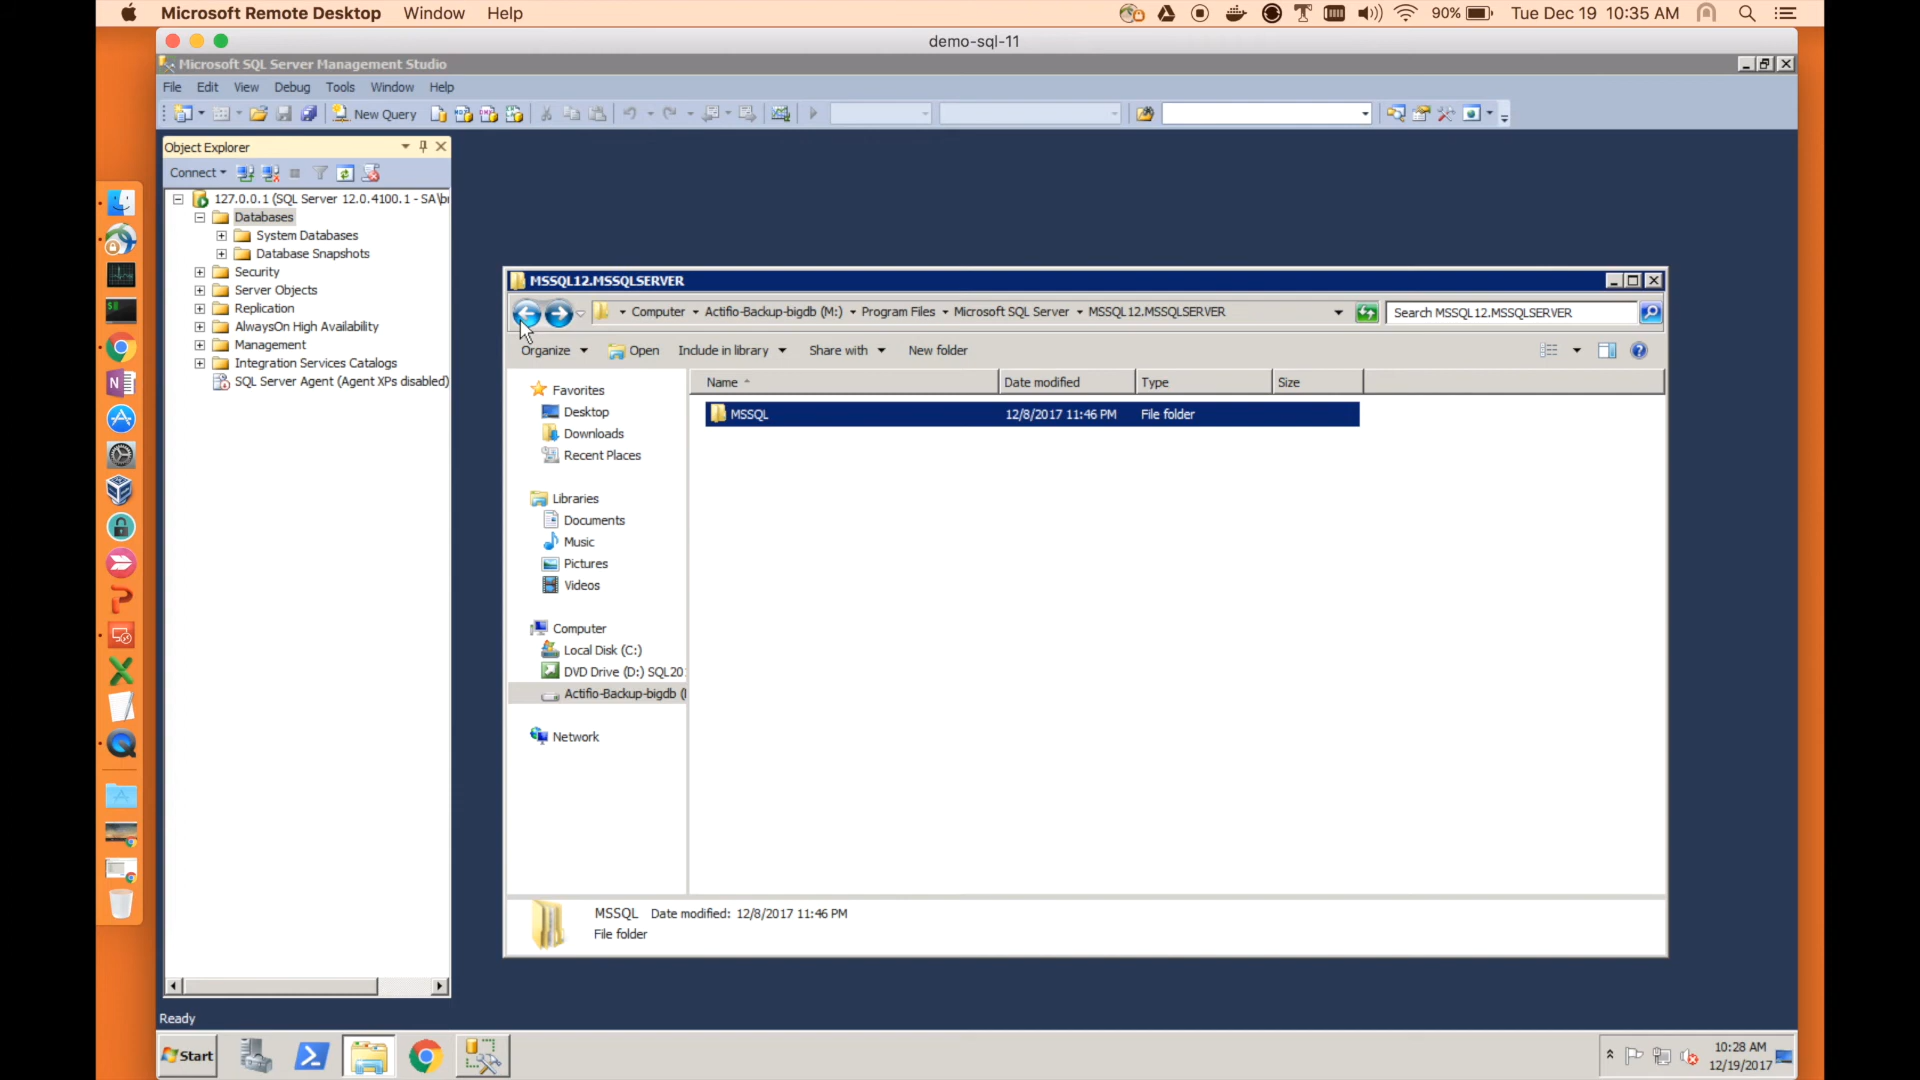 Microsoft Remote Desktop Window Help
90% Tue Dec 19 10:35 AM
demo-sql-11
Microsoft SQL Server Management Studio
File Edit View Debug Tools Window Help
New Query
Object Explorer
Connect
127.0.0.1 (SQL Server 12.0.4100.1 - SA\
Databases
System Databases
Database Snapshots
Security
Server Objects
Replication
AlwaysOn High Availability
Management
Integration Services Catalogs
SQL Server Agent (Agent XPs disabled)
MSSQL12.MSSQLSERVER
Computer Actifio-Backup-bigdb (M:) Program Files Microsoft SQL Server MSSQL12.MSSQLSERVER
Search MSSQL12.MSSQLSERVER
Organize Open Include in library Share with New folder
Name Date modified Type Size
MSSQL 12/8/2017 11:46 PM File folder
Favorites
Desktop
Downloads
Recent Places
Libraries
Documents
Music
Pictures
Videos
Computer
Local Disk (C:)
DVD Drive (D:) SQL20
Actifio-Backup-bigdb (
Network
MSSQL Date modified: 12/8/2017 11:46 PM
File folder
Ready
Start
10:28 AM
12/19/2017